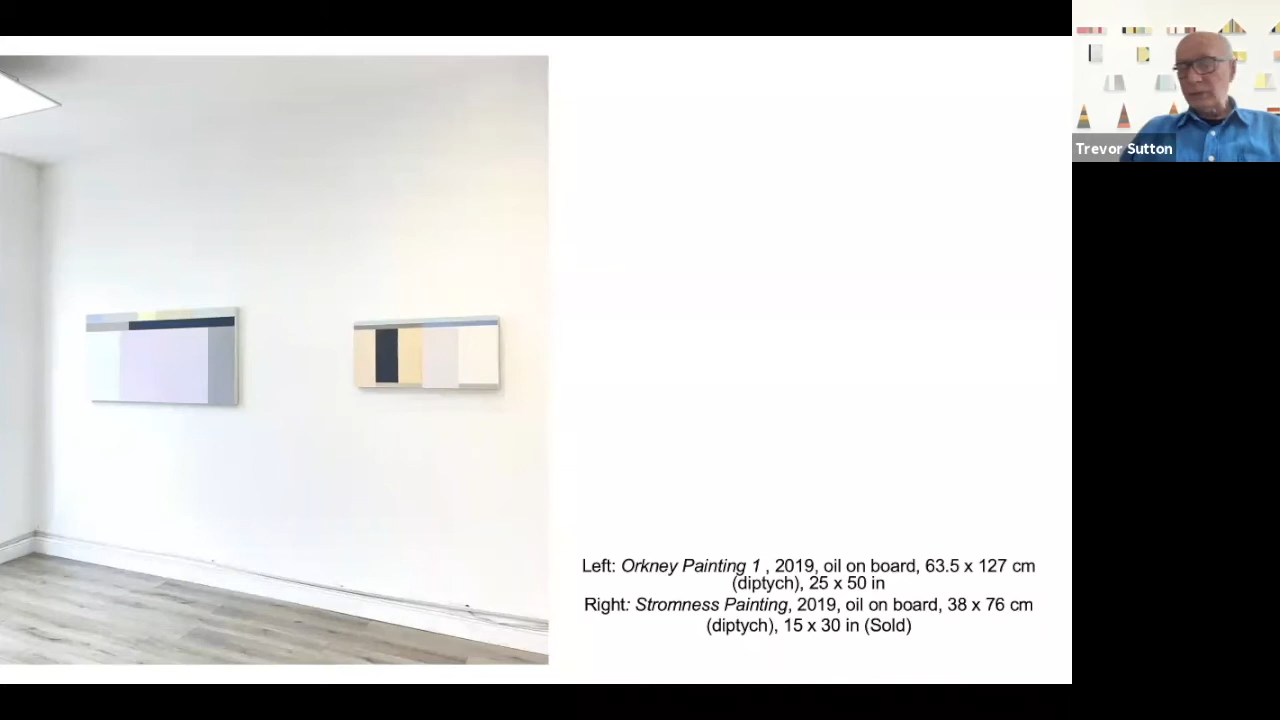 Trevor Sutton
Left: Orkney Painting 1 , 2019, oil on board, 63.5 x 127 cm
(diptych), 25 x 50 in
Right: Stromness Painting, 2019, oil on board, 38 x 76 cm
(diptych), 15 x 30 in (Sold)